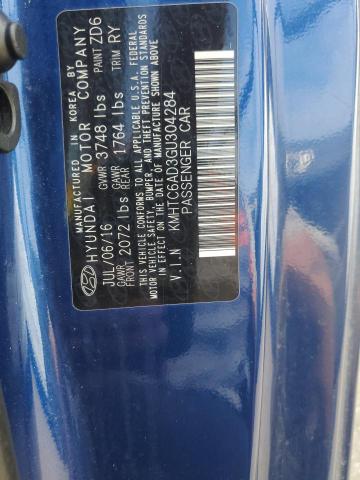 MANUFACTURED IN KOREA BY
HYUNDAI MOTOR COMPANY
JUL/06/16 GVWR 3748 lbs PAINT ZD6
GAWR FRONT 2072 lbs GAWR REAR 1764 lbs TRIM RY
THIS VEHICLE CONFORMS TO ALL APPLICABLE U.S.A. FEDERAL
MOTOR VEHICLE SAFETY, BUMPER, AND THEFT PREVENTION STANDARDS
IN EFFECT ON THE DATE OF MANUFACTURE SHOWN ABOVE.
V.I.N KMHTC6AD3GU304284
PASSENGER CAR